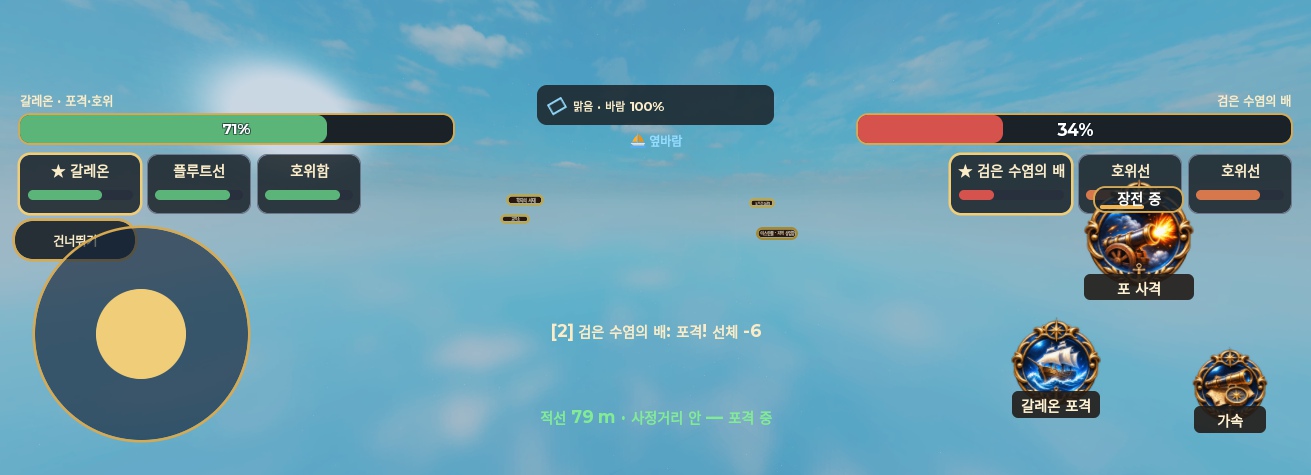 갈레온 · 포격·호위
71%
★ 갈레온
플루트선
호위함
건너뛰기
맑음 · 바람 100%
옆바람
검은 수염의 배
34%
★ 검은 수염의 배
호위선
호위선
장전 중
포 사격
[2] 검은 수염의 배: 포격! 선체 -6
적선 79 m · 사정거리 안 — 포격 중
갈레온 포격
가속